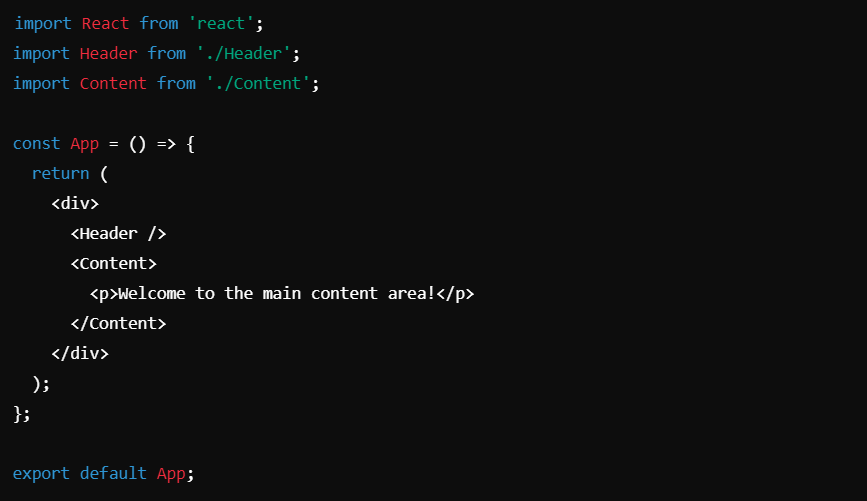 import React from 'react';
import Header from './Header';
import Content from './Content';

const App = () => {
  return (
    <div>
      <Header />
      <Content>
        <p>Welcome to the main content area!</p>
      </Content>
    </div>
  );
};

export default App;